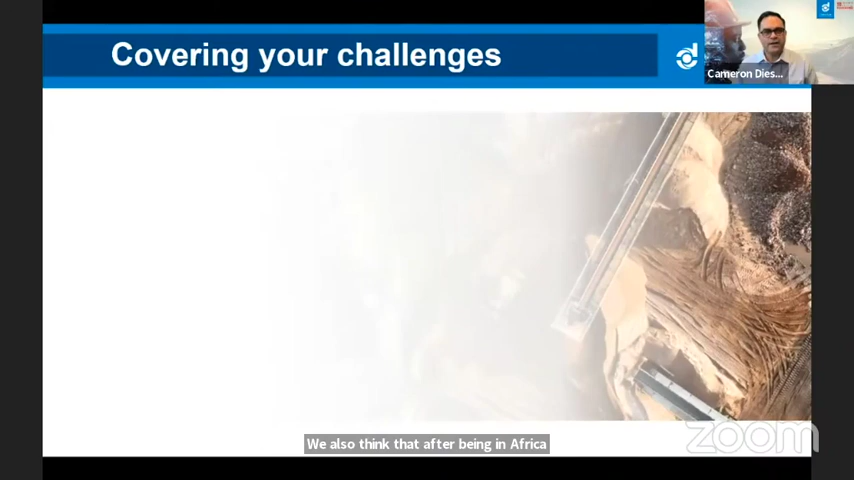 Covering your challenges
Cameron Dies...
We also think that after being in Africa
zoom